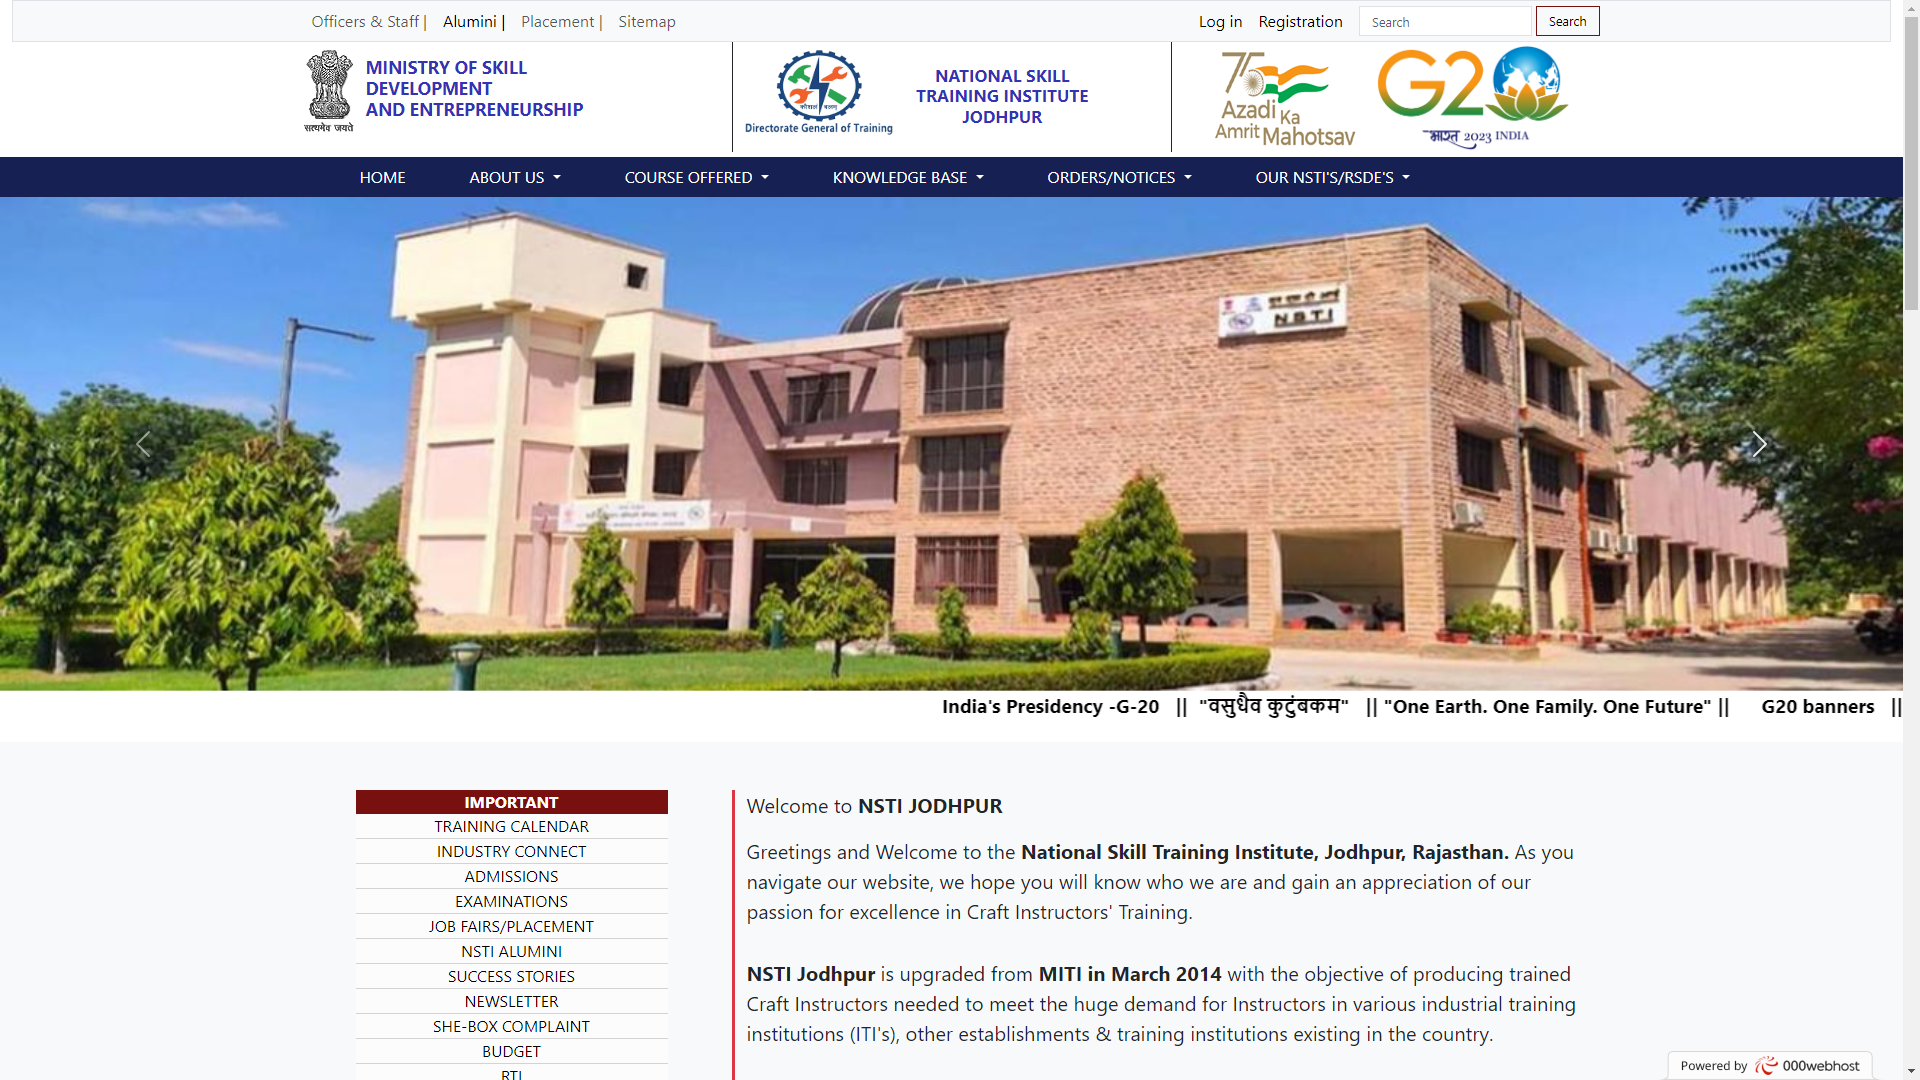 Officers & Staff | Alumini | Placement | Sitemap
Log in Registration Search Search
सत्यमेव जयते
MINISTRY OF SKILL
DEVELOPMENT
AND ENTREPRENEURSHIP
Directorate General of Training
NATIONAL SKILL
TRAINING INSTITUTE
JODHPUR
75
Azadi Ka
Amrit Mahotsav
G20
भारत 2023 INDIA
HOME ABOUT US COURSE OFFERED KNOWLEDGE BASE ORDERS/NOTICES OUR NSTI'S/RSDE'S
NSTI
India's Presidency -G-20 || "वसुधैव कुटुंबकम" || "One Earth. One Family. One Future" || G20 banners ||
IMPORTANT
TRAINING CALENDAR
INDUSTRY CONNECT
ADMISSIONS
EXAMINATIONS
JOB FAIRS/PLACEMENT
NSTI ALUMINI
SUCCESS STORIES
NEWSLETTER
SHE-BOX COMPLAINT
BUDGET
RTI
Welcome to NSTI JODHPUR
Greetings and Welcome to the National Skill Training Institute, Jodhpur, Rajasthan. As you
navigate our website, we hope you will know who we are and gain an appreciation of our
passion for excellence in Craft Instructors' Training.
NSTI Jodhpur is upgraded from MITI in March 2014 with the objective of producing trained
Craft Instructors needed to meet the huge demand for Instructors in various industrial training
institutions (ITI's), other establishments & training institutions existing in the country.
Powered by 000webhost